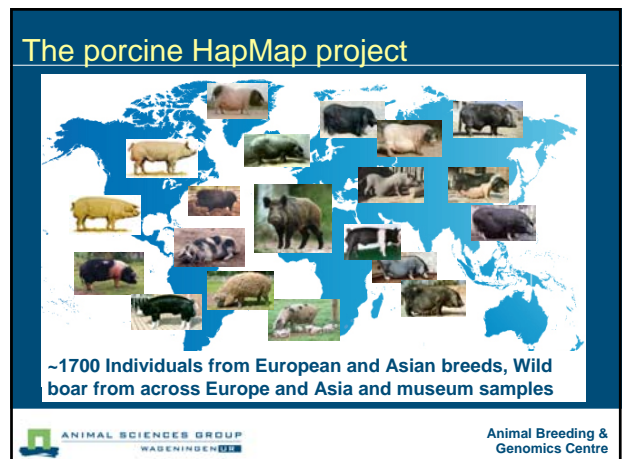 The porcine HapMap project
~1700 Individuals from European and Asian breeds, Wild
boar from across Europe and Asia and museum samples
ANIMAL SCIENCES GROUP
WAGENINGEN UR
Animal Breeding &
Genomics Centre